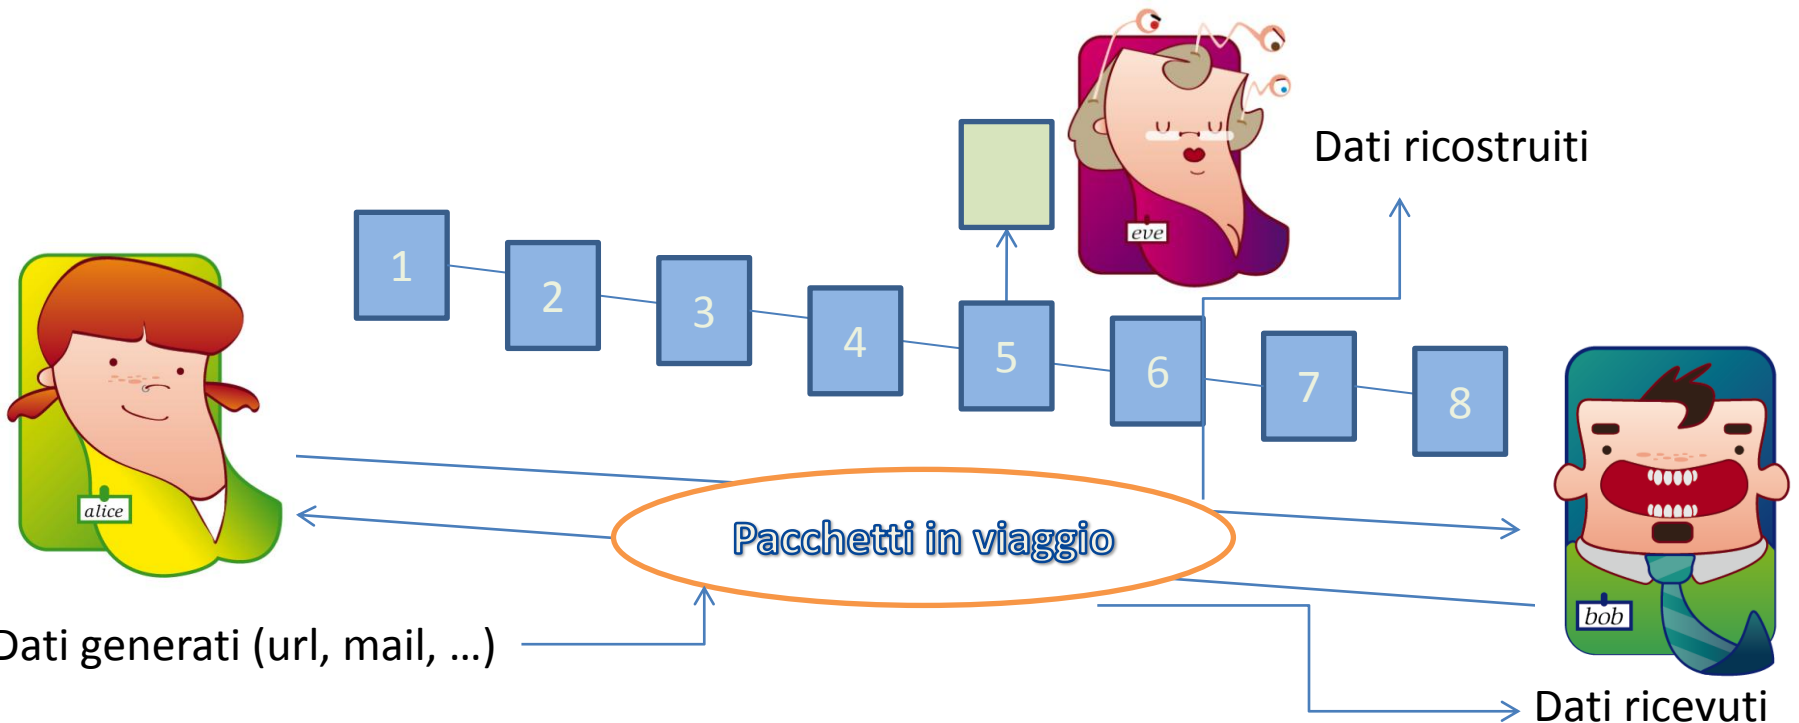 Dati ricostruiti
eve
1
2
3
4
5
6
7
8
alice
Pacchetti in viaggio
bob
Dati generati (url, mail, …)
Dati ricevuti